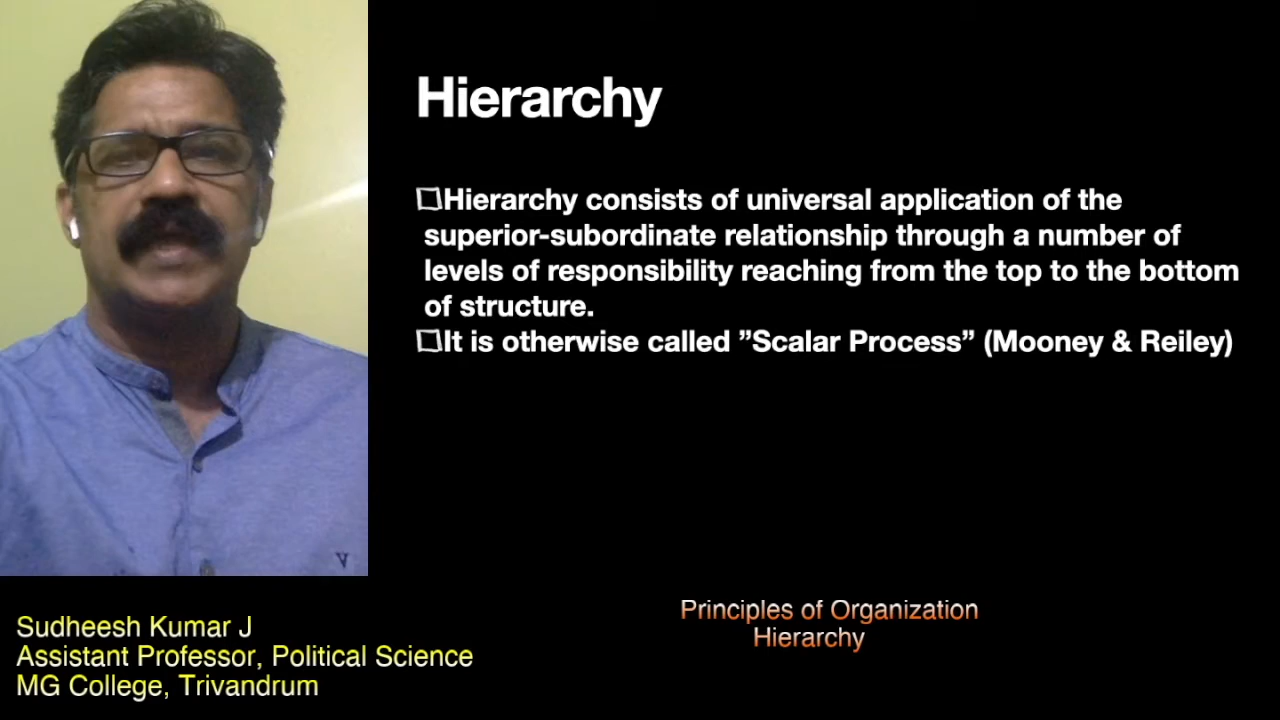 Hierarchy
☐Hierarchy consists of universal application of the
superior-subordinate relationship through a number of
levels of responsibility reaching from the top to the bottom
of structure.
☐It is otherwise called ”Scalar Process” (Mooney & Reiley)
V
Principles of Organization
Hierarchy
Sudheesh Kumar J
Assistant Professor, Political Science
MG College, Trivandrum